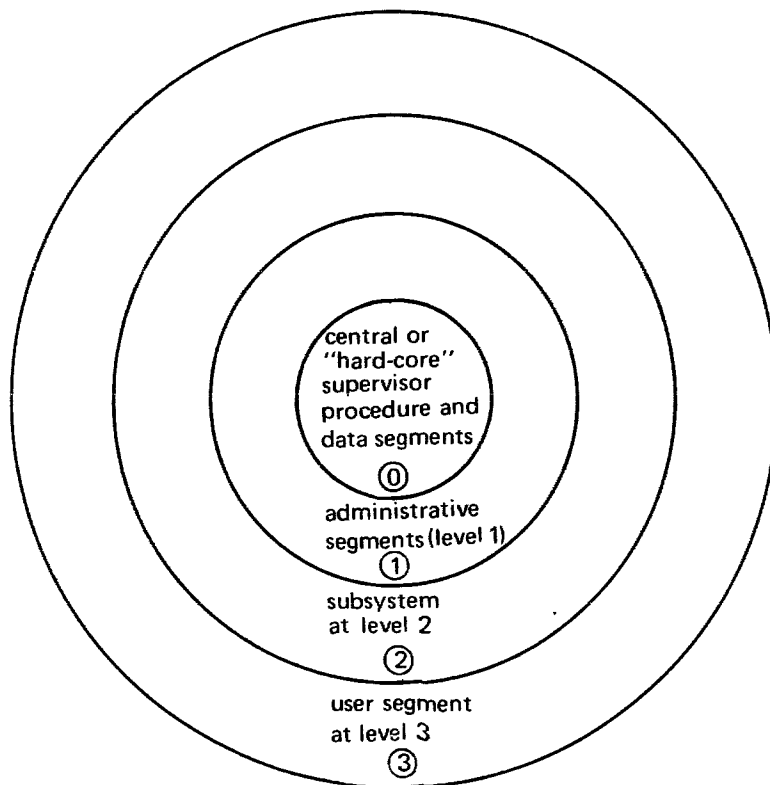 central or
"hard-core"
supervisor
procedure and
data segments
0
administrative
segments (level 1)
1
subsystem
at level 2
2
user segment
at level 3
3